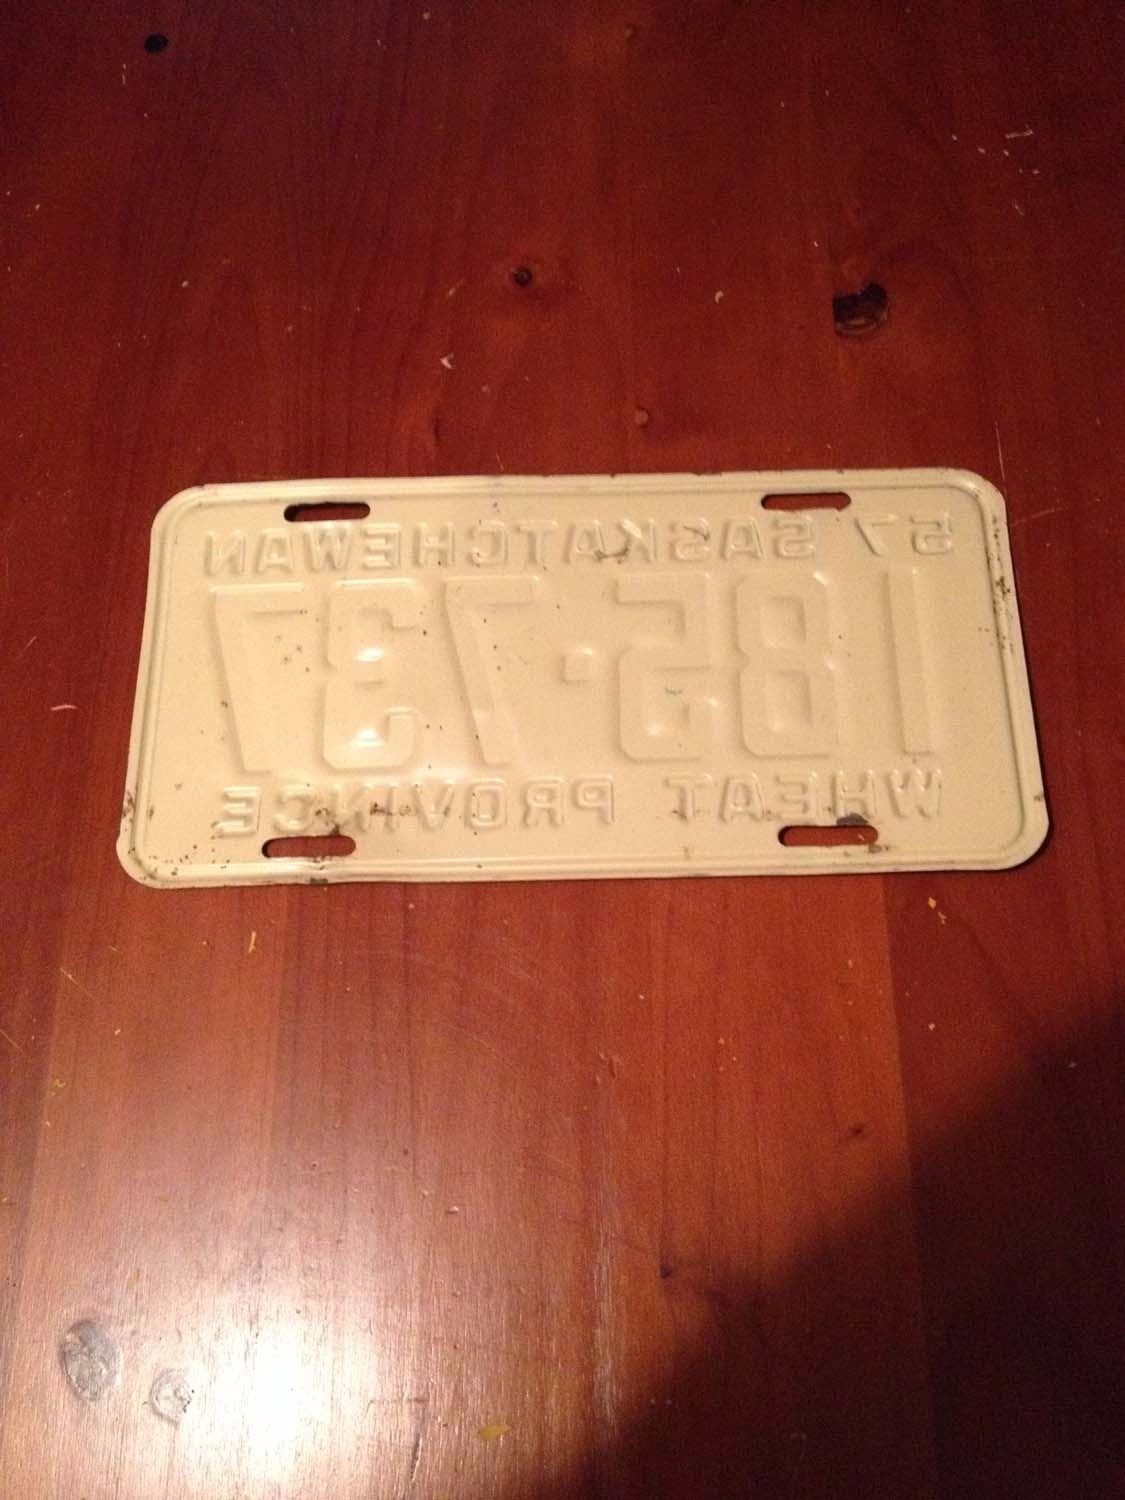 57 SASKATCHEWAN
185·737
WHEAT PROVINCE